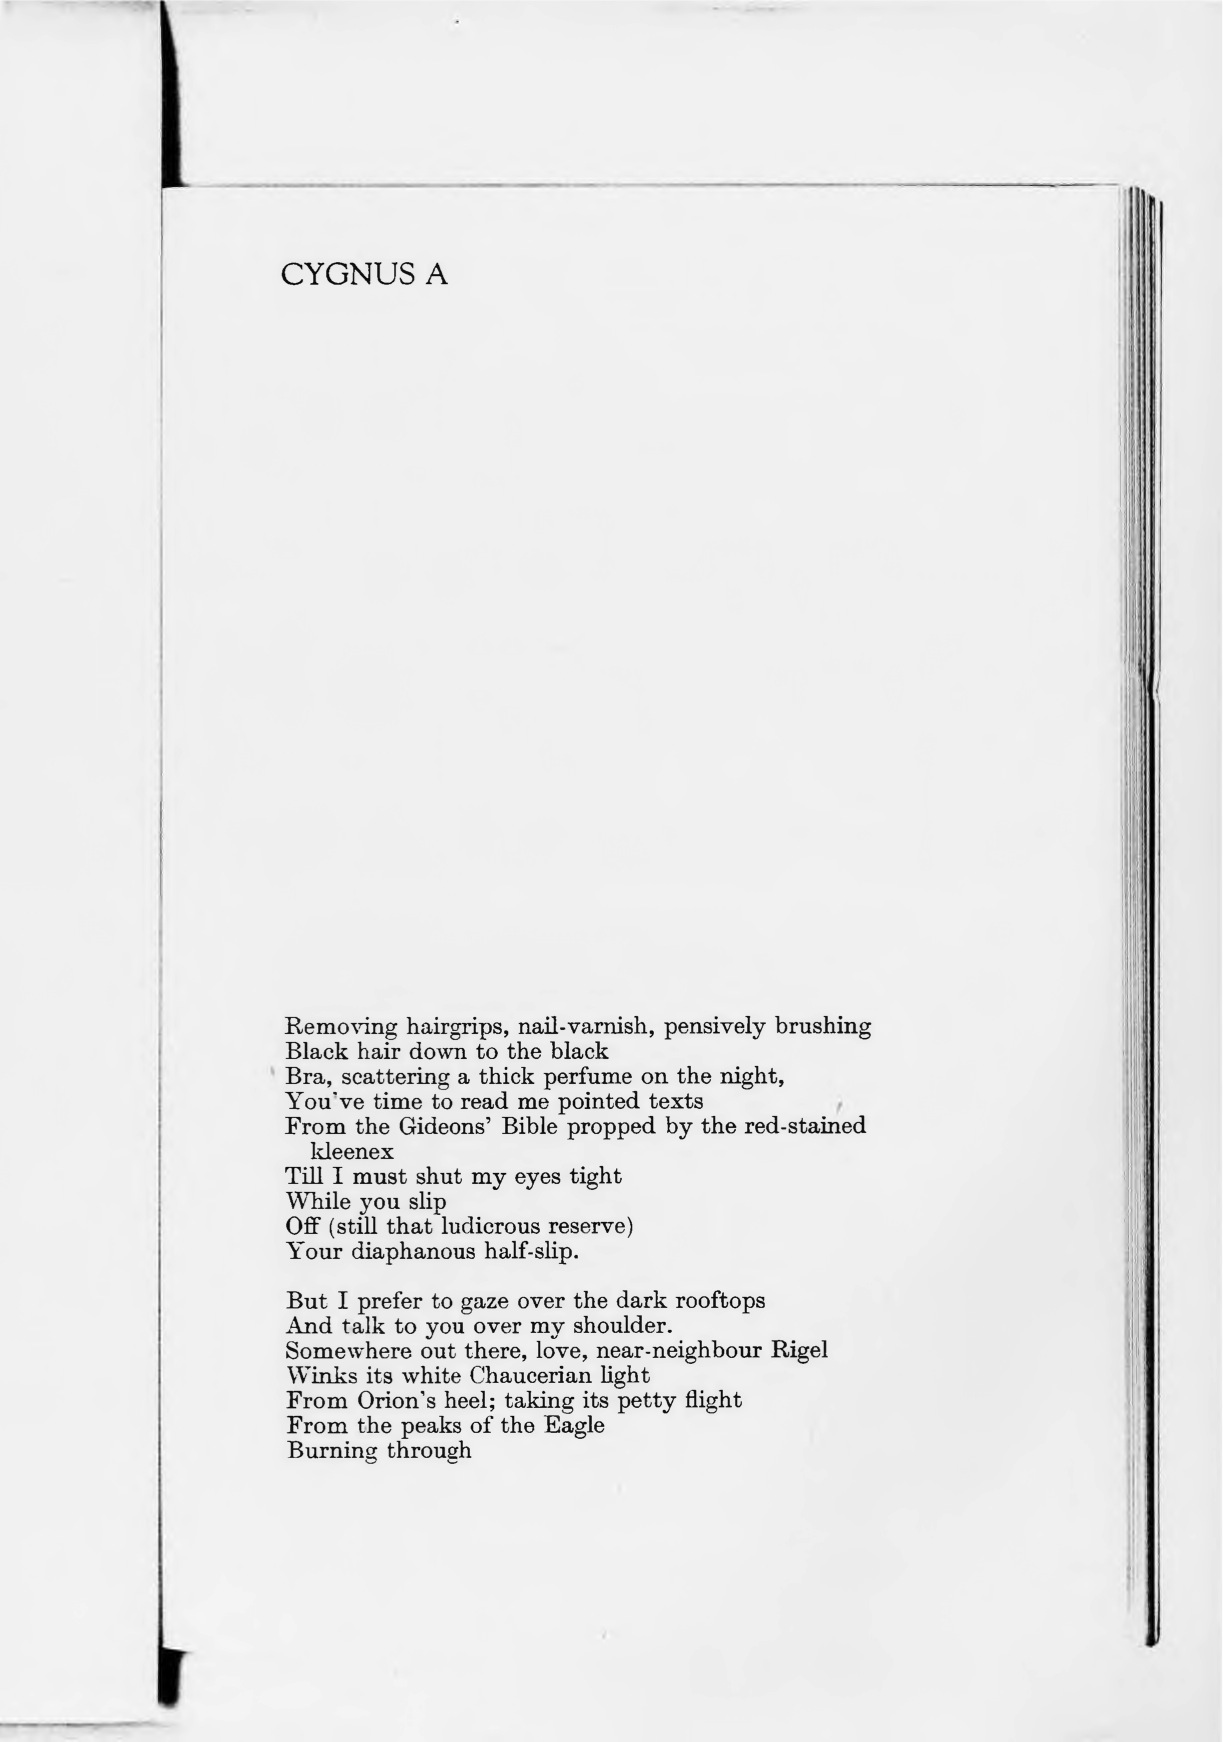 CYGNUS A
Removing hairgrips, nail-varnish, pensively brushing
Black hair down to the black
Bra, scattering a thick perfume on the night,
You've time to read me pointed texts
From the Gideons' Bible propped by the red-stained
kleenex
Till I must shut my eyes tight
While you slip
Off (still that ludicrous reserve)
Your diaphanous half-slip.
But I prefer to gaze over the dark rooftops
And talk to you over my shoulder.
Somewhere out there, love, near-neighbour Rigel
Winks its white Chaucerian light
From Orion's heel; taking its petty flight
From the peaks of the Eagle
Burning through